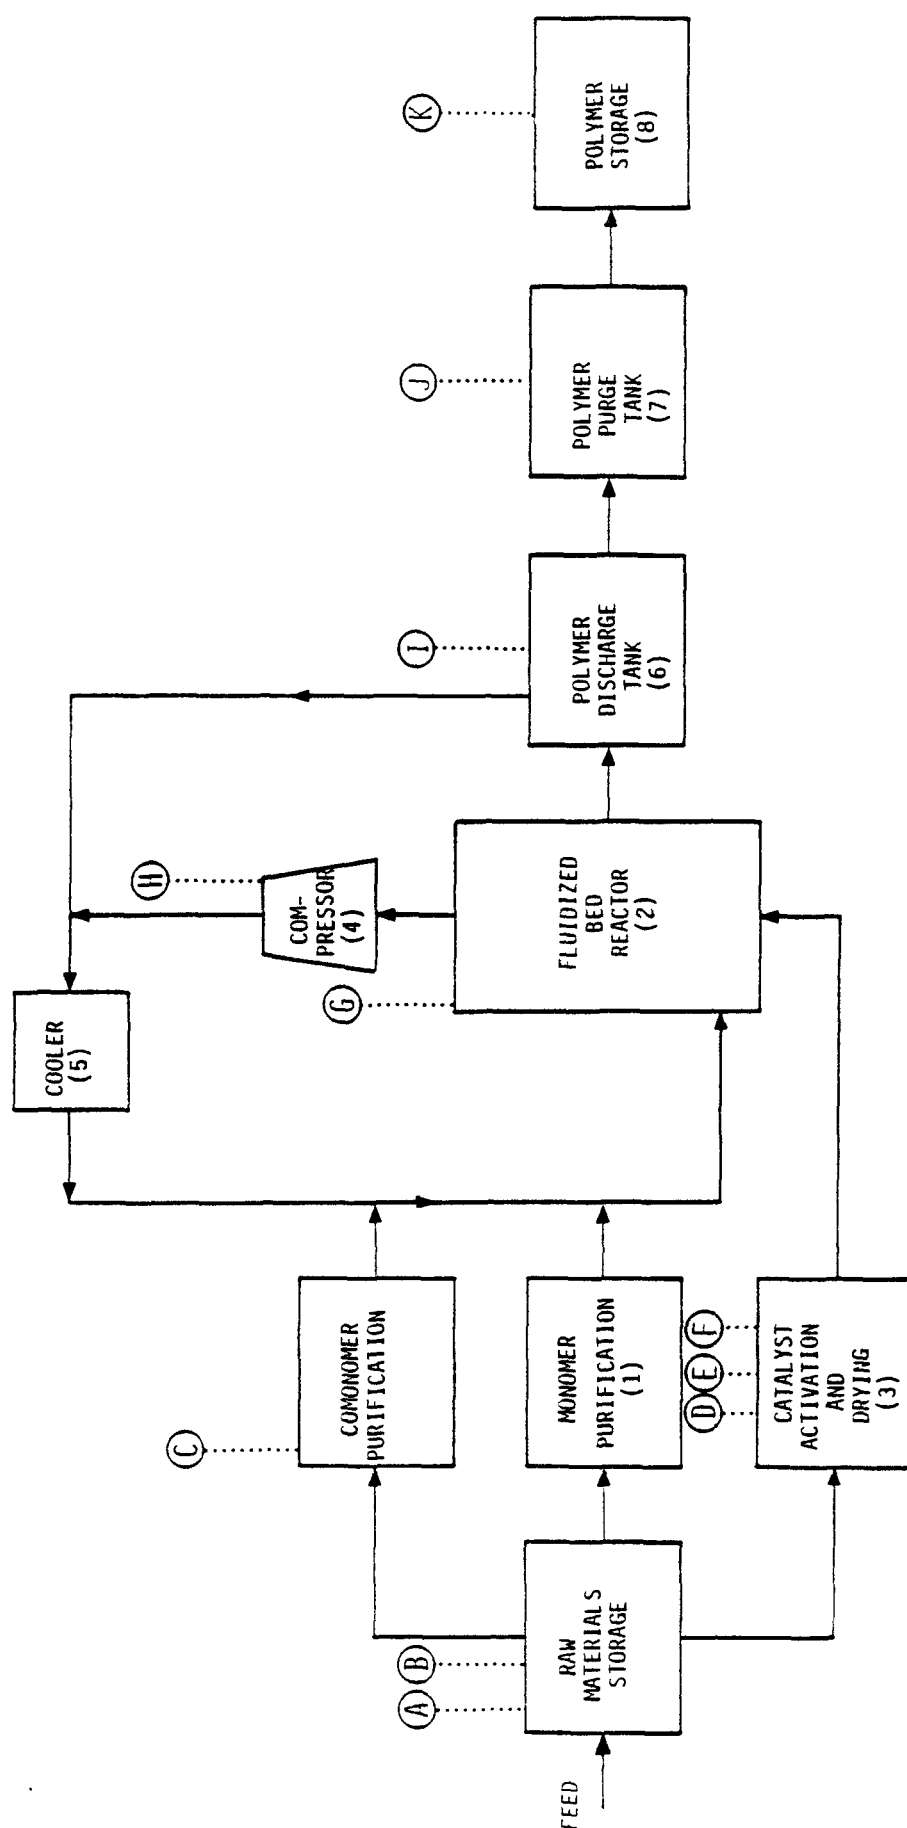 FEED
RAW
MATERIALS
STORAGE
A
B
COMONOMER
PURIFICATION
C
MONOMER
PURIFICATION
(1)
CATALYST
ACTIVATION
AND
DRYING
(3)
D
E
F
COOLER
(5)
FLUIDIZED
BED
REACTOR
(2)
G
COM-
PRESSOR
(4)
H
POLYMER
DISCHARGE
TANK
(6)
I
POLYMER
PURGE
TANK
(7)
J
POLYMER
STORAGE
(8)
K